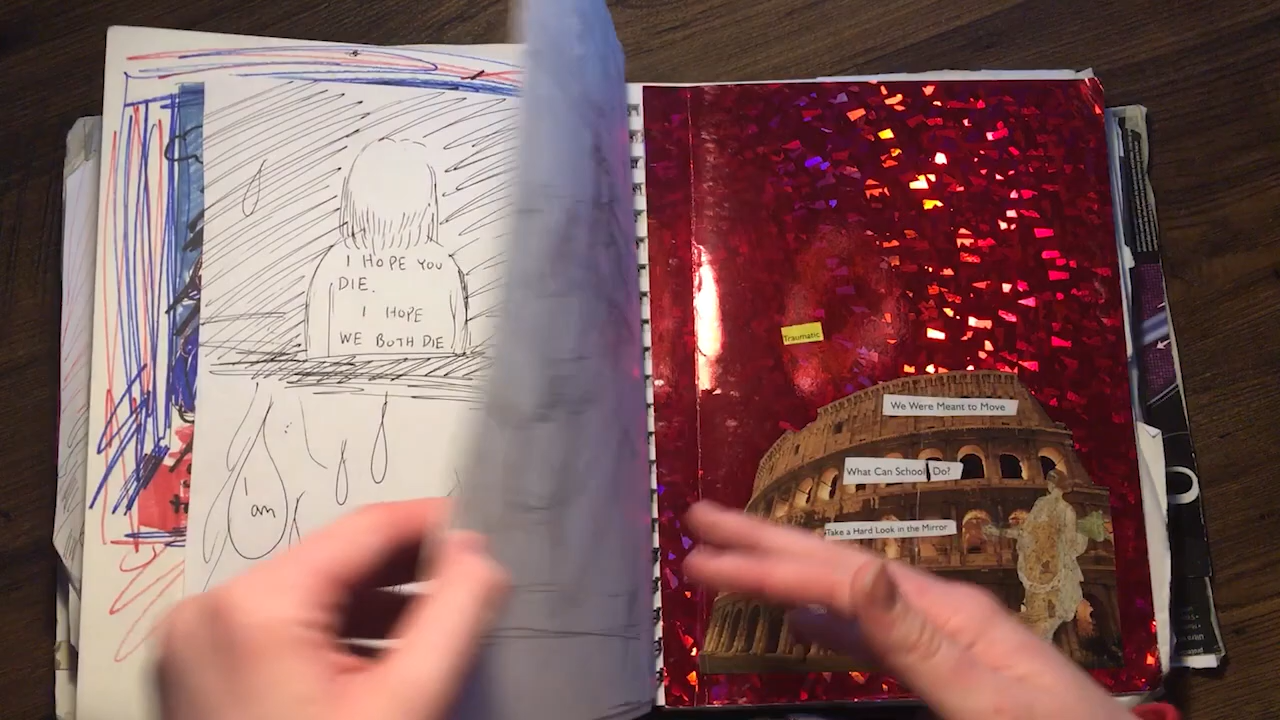 I HOPE YOU
DIE.
I HOPE
WE BOTH DIE
I
am
Traumatic
We Were Meant to Move
What Can School Do?
Take a Hard Look in the Mirror